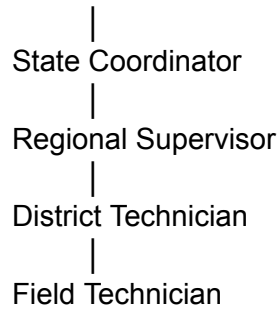 State Coordinator
Regional Supervisor
District Technician
Field Technician